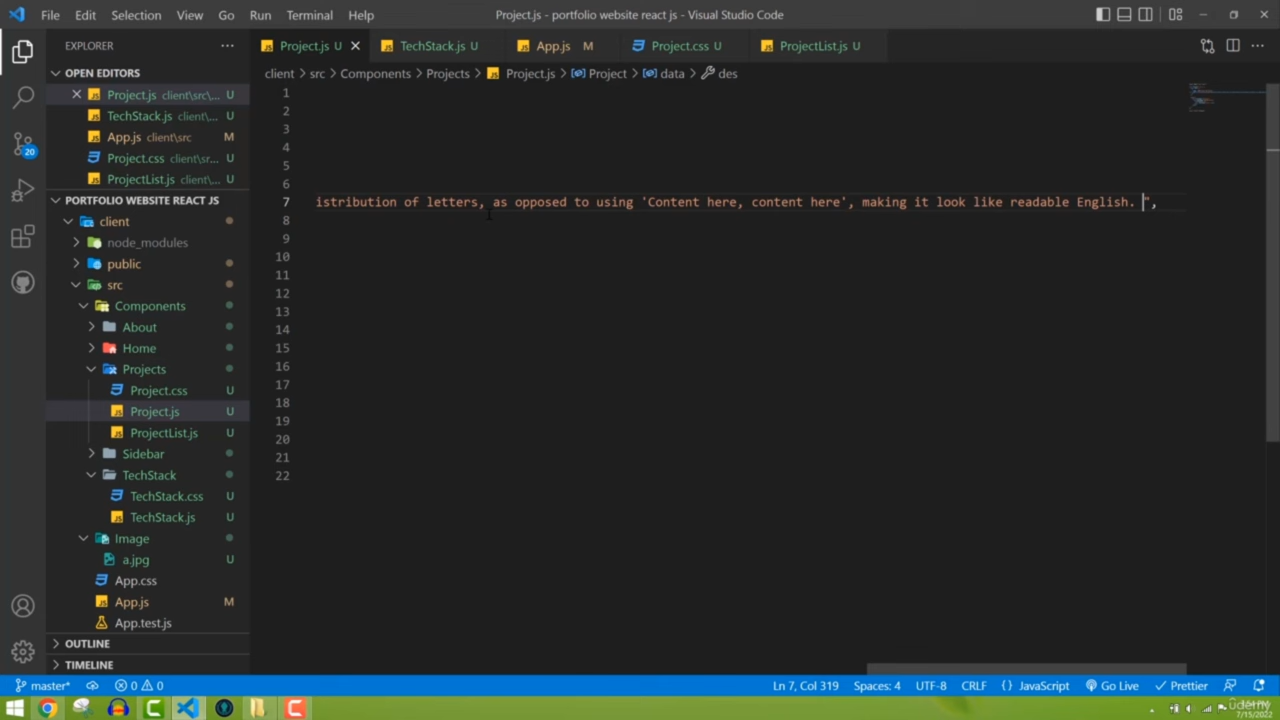 File Edit Selection View Go Run Terminal Help
Project.js - portfolio website react js - Visual Studio Code
EXPLORER
Project.js U
TechStack.js U
App.js M
Project.css U
ProjectList.js U
OPEN EDITORS
client > src > Components > Projects > Project.js > Project > data > des
Project.js client\src\... U
TechStack.js client\... U
App.js client\src M
Project.css client\sr... U
ProjectList.js client\... U
PORTFOLIO WEBSITE REACT JS
client
node_modules
public
src
Components
About
Home
Projects
Project.css U
Project.js U
ProjectList.js U
Sidebar
TechStack
TechStack.css U
TechStack.js U
Image
a.jpg U
App.css
App.js M
App.test.js
OUTLINE
TIMELINE
1
2
3
4
5
6
7 istribution of letters, as opposed to using 'Content here, content here', making it look like readable English. ",
8
9
10
11
12
13
14
15
16
17
18
19
20
21
22
20
master* 0 0
Ln 7, Col 319 Spaces: 4 UTF-8 CRLF {} JavaScript Go Live Prettier
udemy
7/15/2022